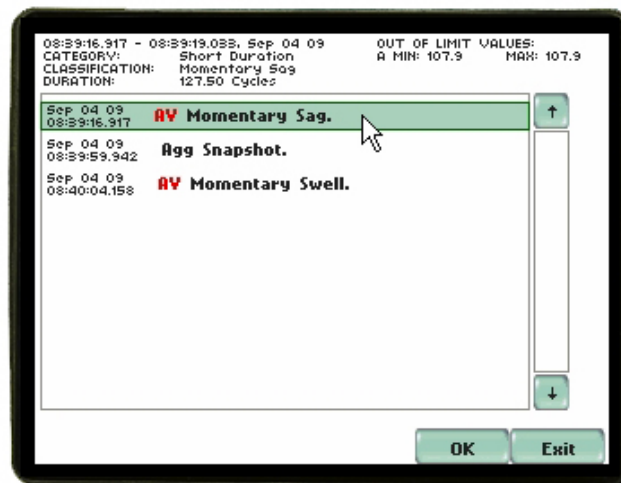 08:39:16.917 - 08:39:19.033, Sep 04 09 OUT OF LIMIT VALUES:
CATEGORY: Short Duration A MIN: 107.9 MAX: 107.9
CLASSIFICATION: Momentary Sag
DURATION: 127.50 Cycles
Sep 04 09
08:39:16.917 AV Momentary Sag.
Sep 04 09
08:39:59.942 Agg Snapshot.
Sep 04 09
08:40:04.158 AV Momentary Swell.
OK Exit